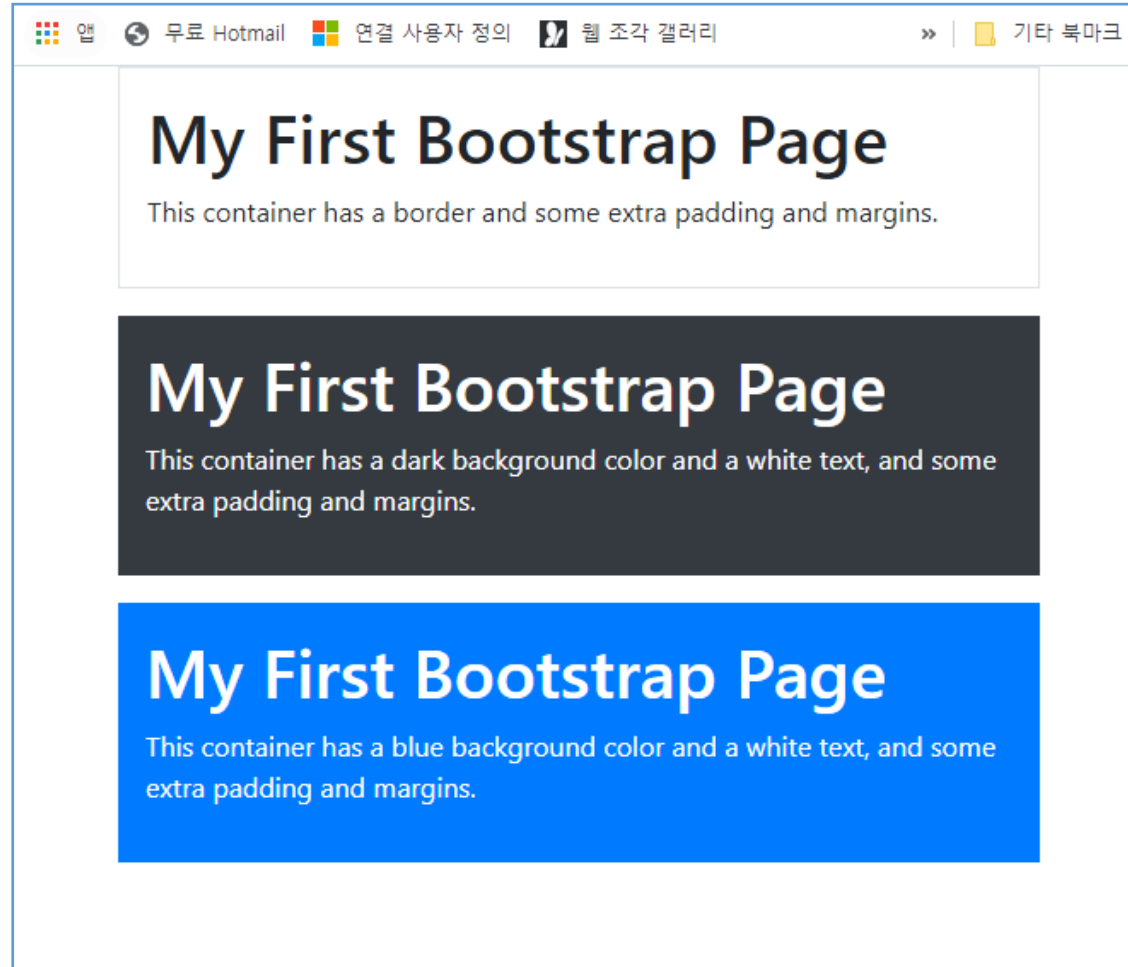 앱 무료 Hotmail 연결 사용자 정의 웹 조각 갤러리 » 기타 북마크
My First Bootstrap Page
This container has a border and some extra padding and margins.
My First Bootstrap Page
This container has a dark background color and a white text, and some
extra padding and margins.
My First Bootstrap Page
This container has a blue background color and a white text, and some
extra padding and margins.